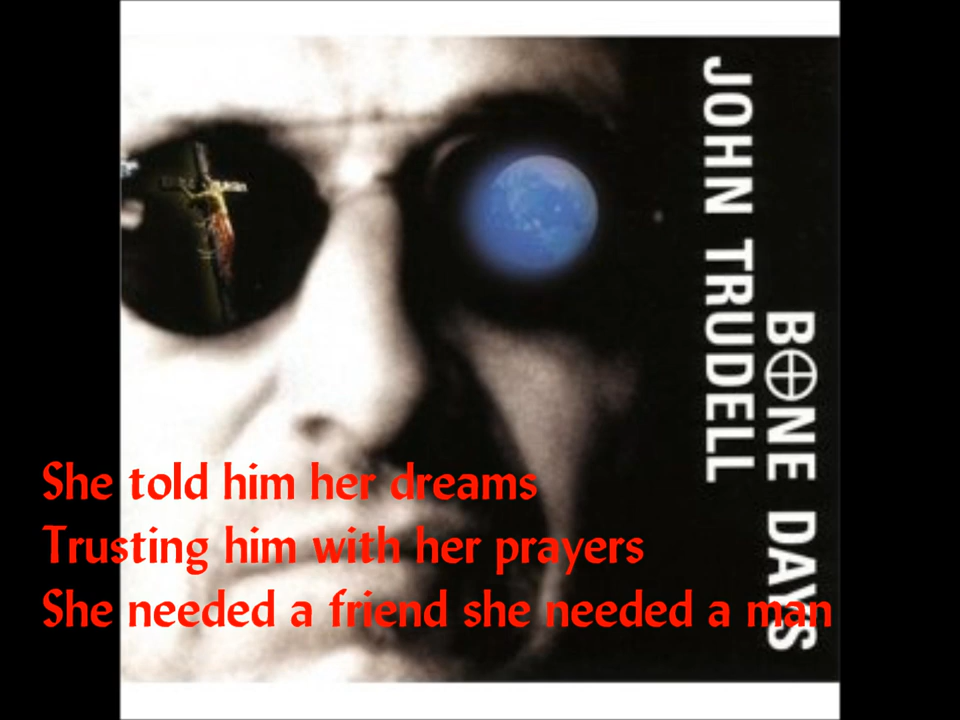 JOHN TRUDELL
BONE DAYS
She told him her dreams
Trusting him with her prayers
She needed a friend she needed a man